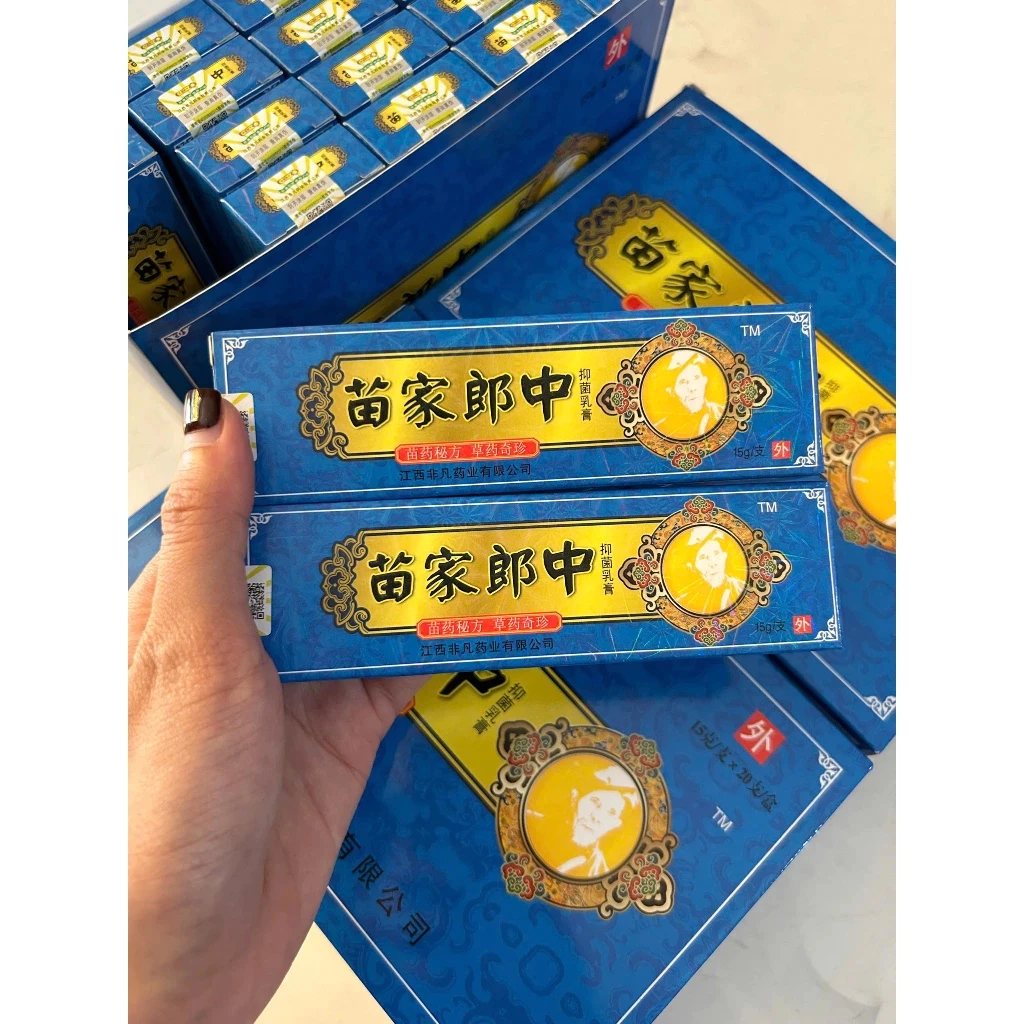 外
苗家
TM
苗家郎中
抑菌乳膏
苗药秘方 草药奇珍
江西非凡药业有限公司
15g/支
外
TM
苗家郎中
抑菌乳膏
苗药秘方 草药奇珍
江西非凡药业有限公司
15g/支
外
中
抑菌乳膏
外
15克/支×20支/盒
TM
有限公司